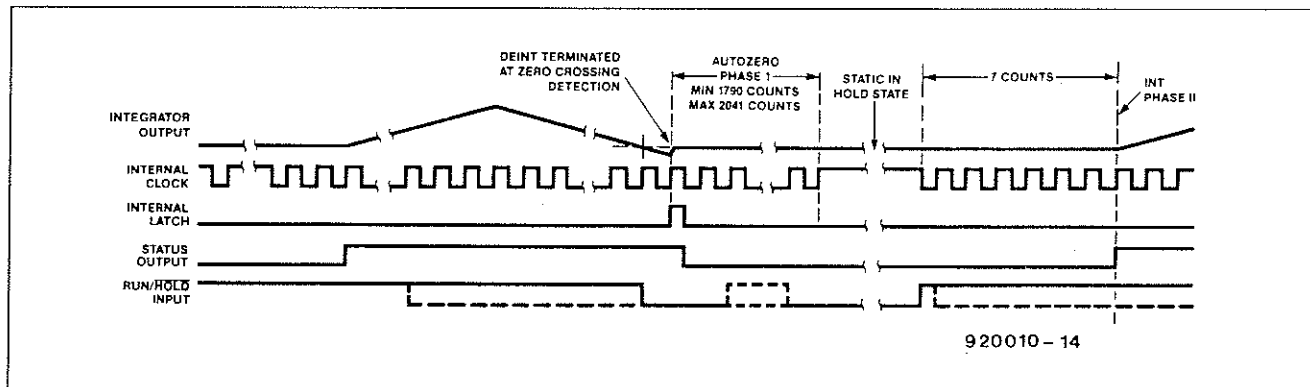 DEINT TERMINATED
AT ZERO CROSSING
DETECTION
AUTOZERO
PHASE 1
MIN 1790 COUNTS
MAX 2041 COUNTS
STATIC IN
HOLD STATE
7 COUNTS
INT
PHASE II
INTEGRATOR
OUTPUT
INTERNAL
CLOCK
INTERNAL
LATCH
STATUS
OUTPUT
RUN/HOLD
INPUT
920010-14